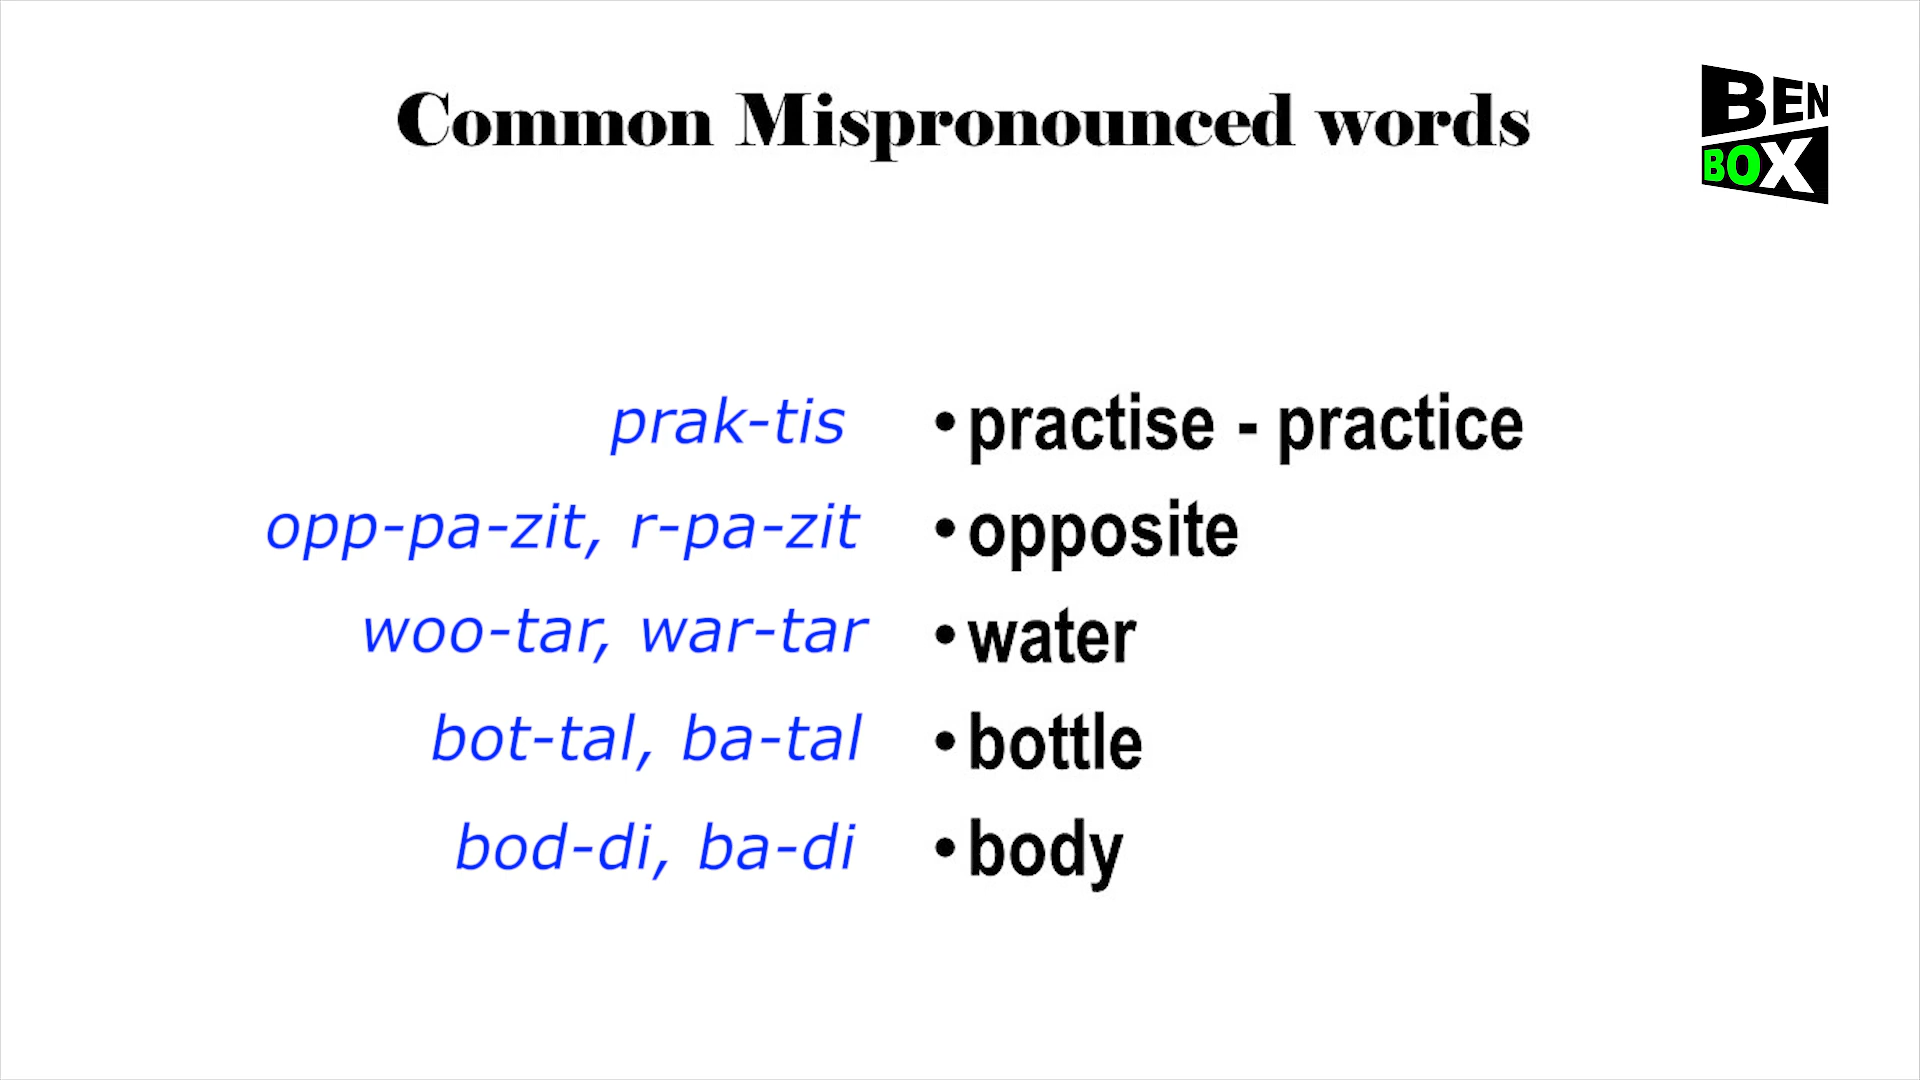 Common Mispronounced words
BEN
BOX
prak-tis • practise - practice
opp-pa-zit, r-pa-zit • opposite
woo-tar, war-tar • water
bot-tal, ba-tal • bottle
bod-di, ba-di • body